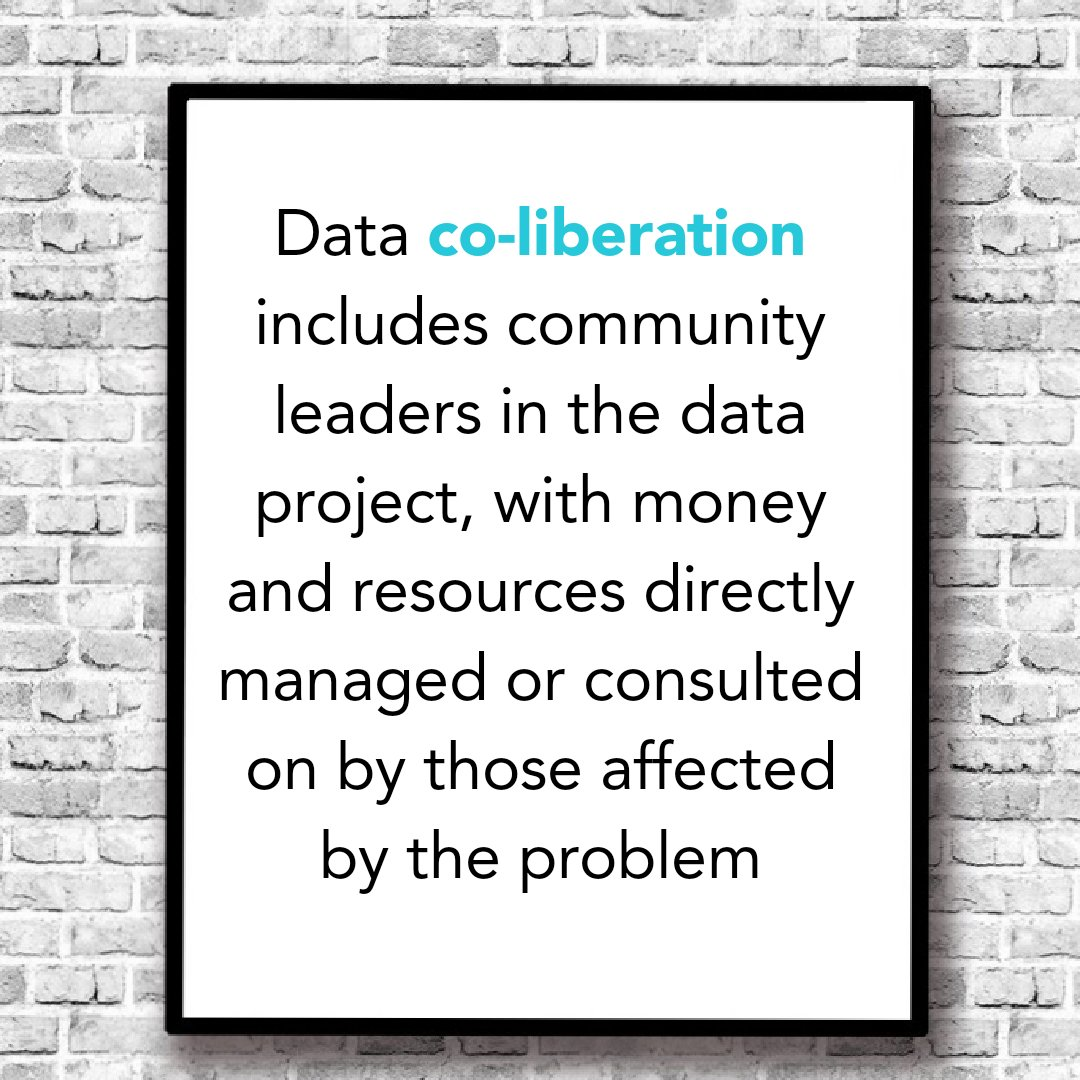 Data co-liberation
includes community
leaders in the data
project, with money
and resources directly
managed or consulted
on by those affected
by the problem